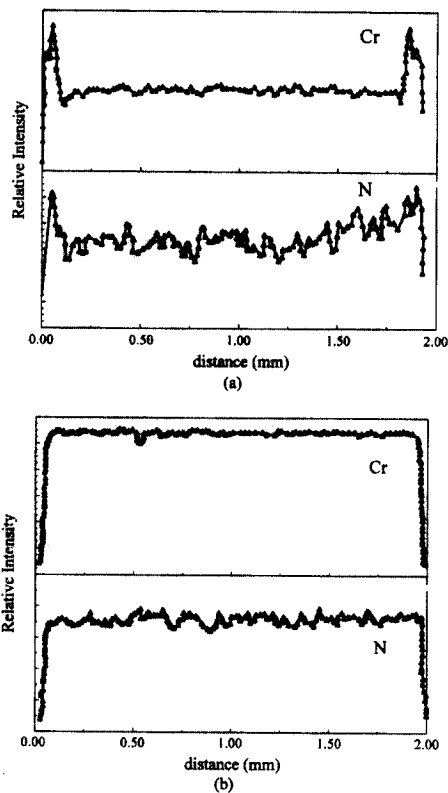 Cr
Relative Intensity
N
0.00 0.50 1.00 1.50 2.00
distance (mm)
(a)
Cr
Relative Intensity
N
0.00 0.50 1.00 1.50 2.00
distance (mm)
(b)